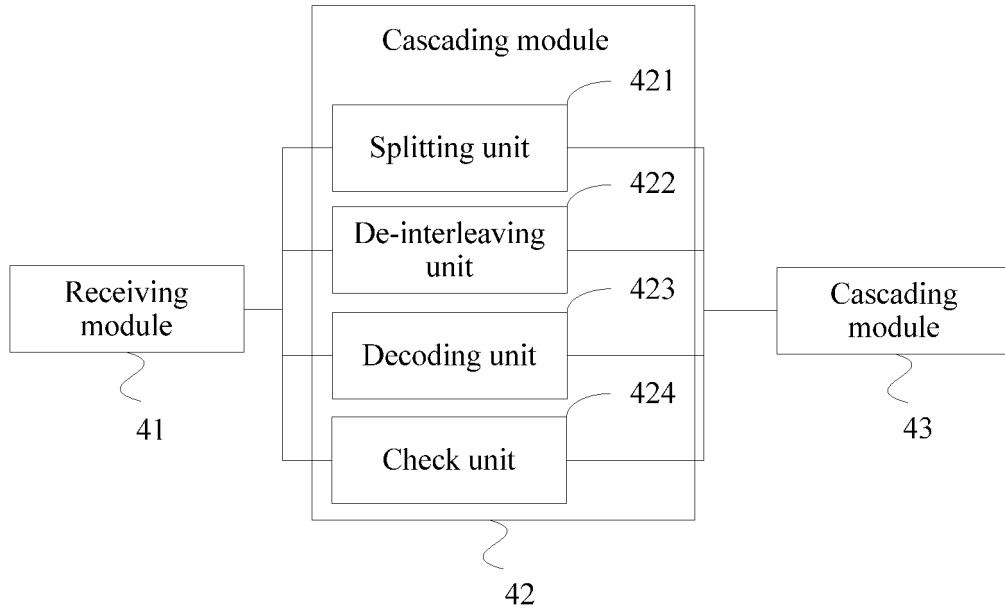 Cascading module
421
Splitting unit
422
De-interleaving
unit
423
Receiving
module
Cascading
module
Decoding unit
424
41
43
Check unit
42